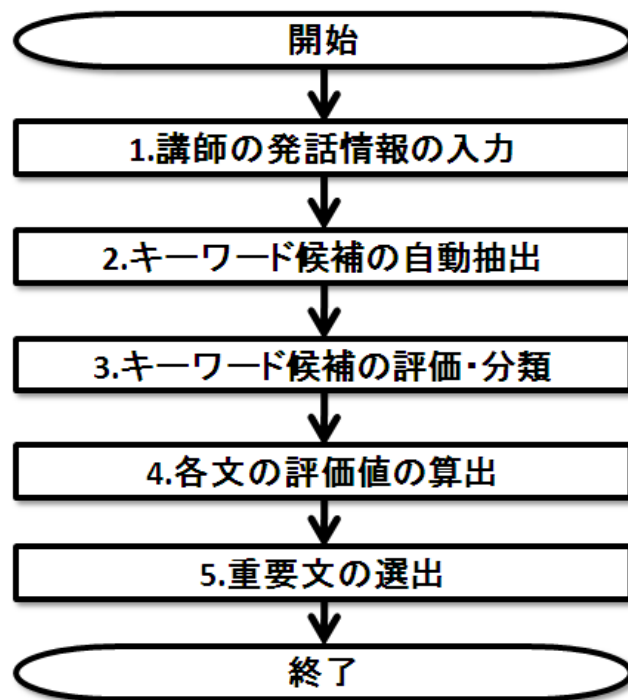 開始
1.講師の発話情報の入力
2.キーワード候補の自動抽出
3.キーワード候補の評価・分類
4.各文の評価値の算出
5.重要文の選出
終了